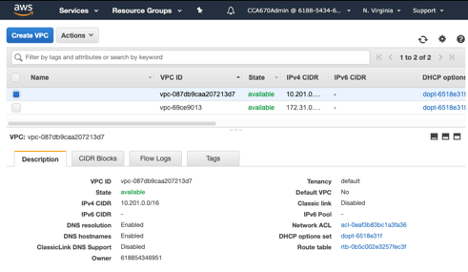 aws Services Resource Groups CCA670Admin @ 6188-5434-6... N. Virginia Support
Create VPC Actions
Filter by tags and attributes or search by keyword 1 to 2 of 2
Name VPC ID State IPv4 CIDR IPv6 CIDR DHCP options
vpc-087db9caa207213d7 available 10.201.0.... - dopt-6518e31f
vpc-69ce9013 available 172.31.0.... - dopt-6518e31f
VPC: vpc-087db9caa207213d7
Description CIDR Blocks Flow Logs Tags
VPC ID vpc-087db9caa207213d7 Tenancy default
State available Default VPC No
IPv4 CIDR 10.201.0.0/16 Classic link Disabled
IPv6 CIDR - IPv6 Pool -
DNS resolution Enabled Network ACL acl-0eaf3b83bc1a3fa36
DNS hostnames Enabled DHCP options set dopt-6518e31f
ClassicLink DNS Support Disabled Route table rtb-0b5c002e3257fec3f
Owner 618854346951